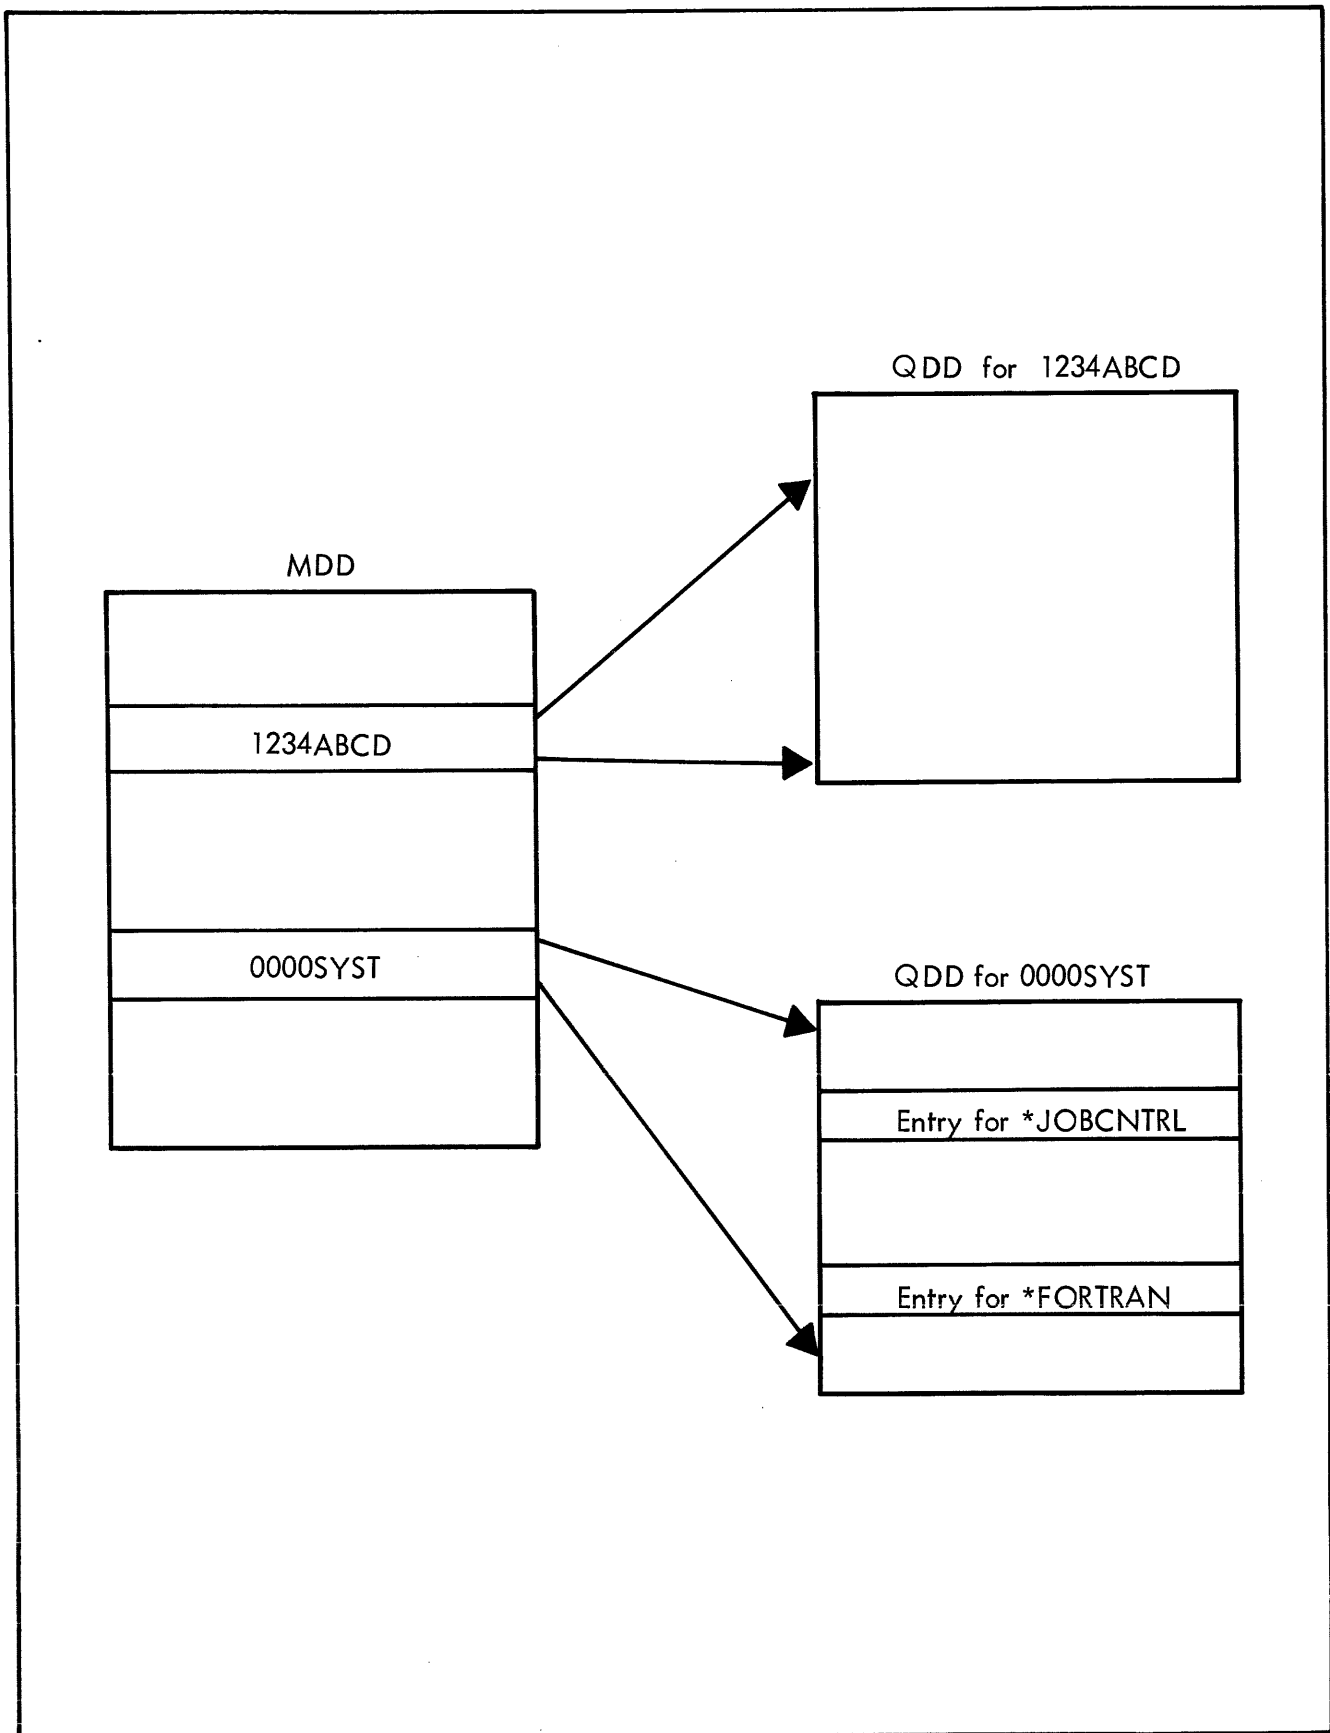 QDD for 1234ABCD
MDD
1234ABCD
0000SYST
QDD for 0000SYST
Entry for *JOBCNTRL
Entry for *FORTRAN